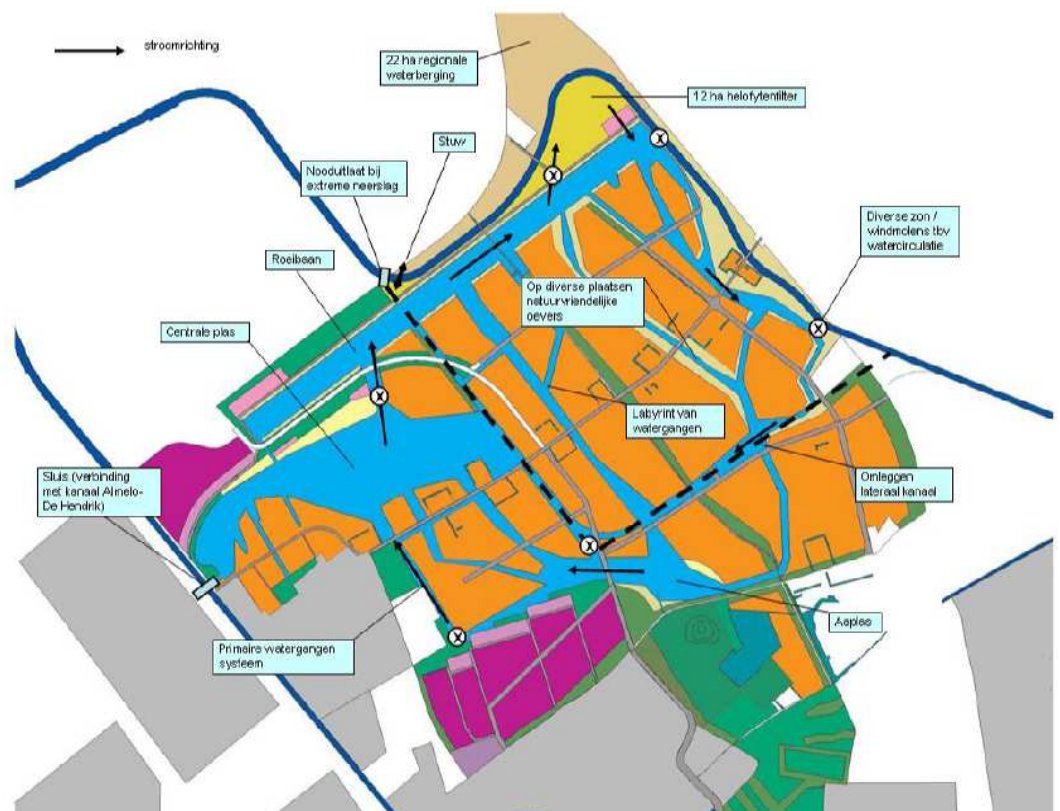 stroomrichting
22 ha regionale
waterberging
12 ha helofytenfilter
Stuw
Nooduitlaat bij
extreme neerslag
Diverse zon /
windmolens tbv
watercirculatie
Roeibaan
Op diverse plaatsen
natuurvriendelijke
oevers
Centrale plas
Labyrint van
watergangen
Sluis (verbinding
met kanaal Almelo-
De Hendrik)
Omleggen
lateraal kanaal
Primaire watergangen
systeem
X
X
X
X
X
X